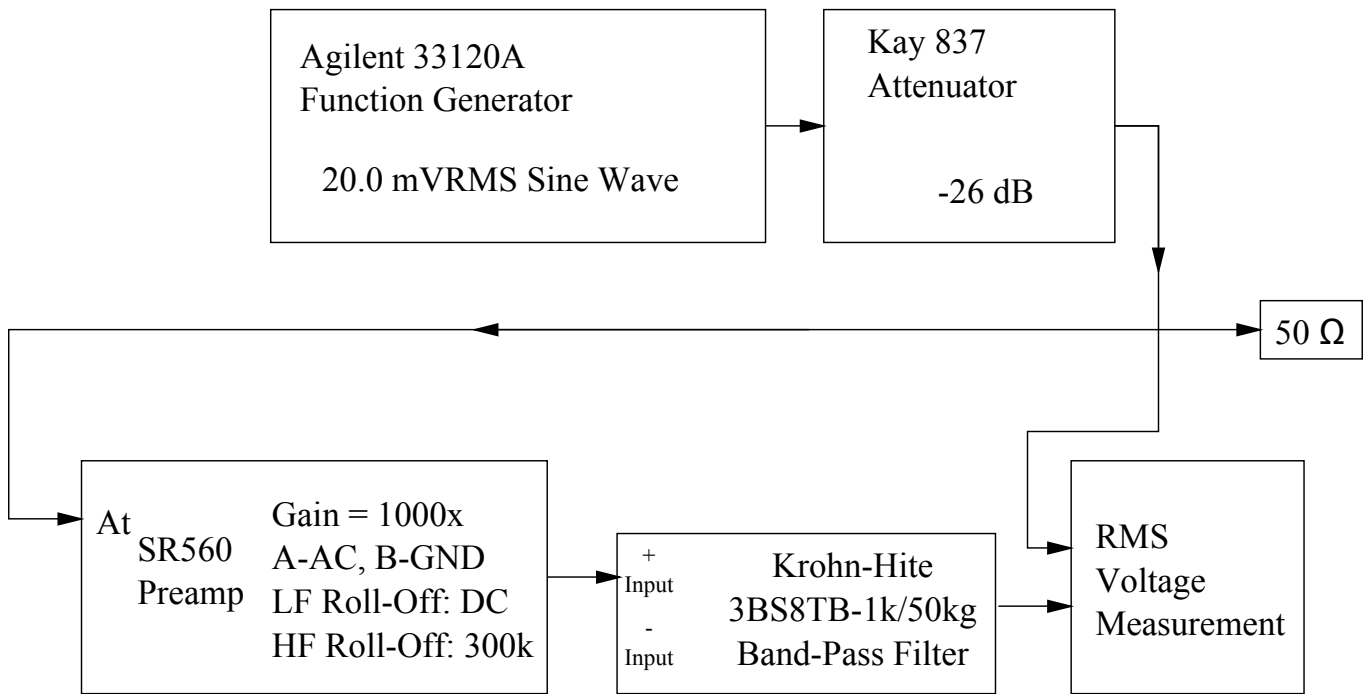 Agilent 33120A
Function Generator
20.0 mVRMS Sine Wave
Kay 837
Attenuator
-26 dB
50 Ω
At
SR560
Preamp
Gain = 1000x
A-AC, B-GND
LF Roll-Off: DC
HF Roll-Off: 300k
+
Input
-
Input
Krohn-Hite
3BS8TB-1k/50kg
Band-Pass Filter
RMS
Voltage
Measurement